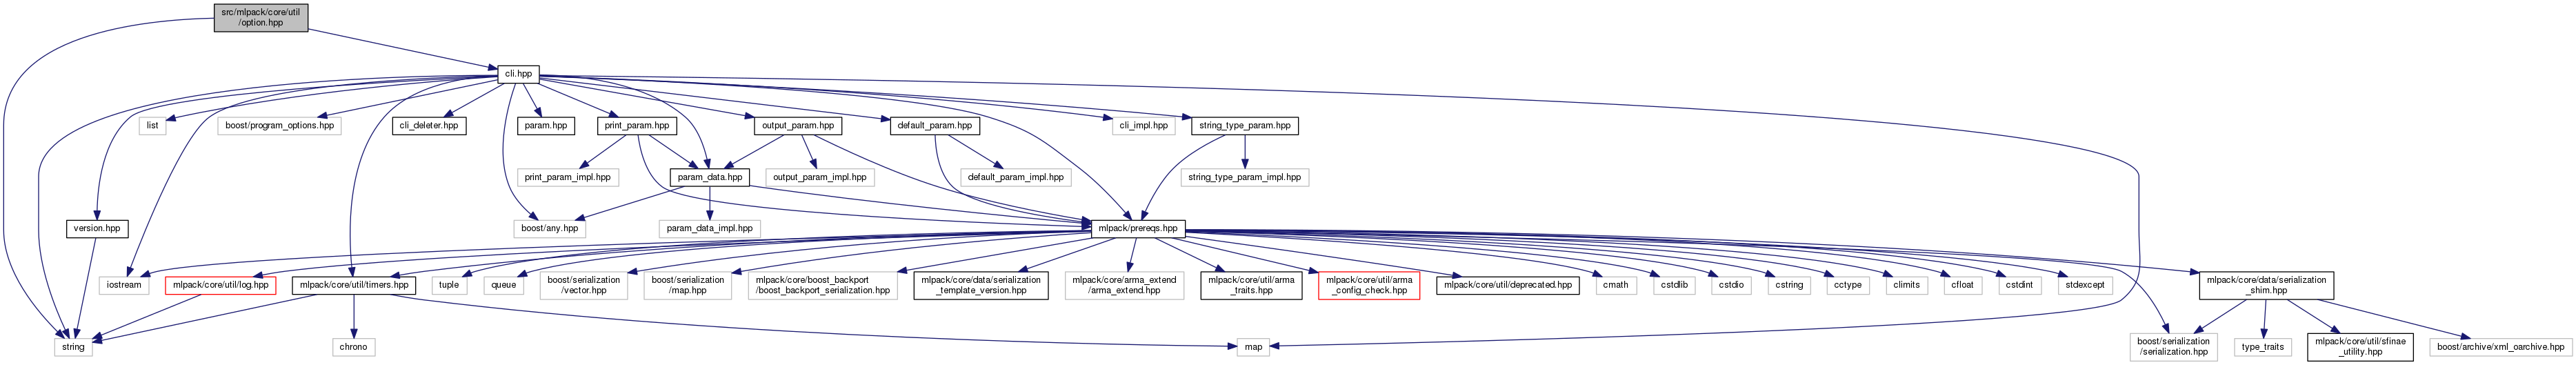 src/mlpack/core/util
/option.hpp
cli.hpp
list
boost/program_options.hpp
cli_deleter.hpp
param.hpp
print_param.hpp
output_param.hpp
default_param.hpp
cli_impl.hpp
string_type_param.hpp
print_param_impl.hpp
param_data.hpp
output_param_impl.hpp
default_param_impl.hpp
string_type_param_impl.hpp
version.hpp
boost/any.hpp
param_data_impl.hpp
mlpack/prereqs.hpp
iostream
mlpack/core/util/log.hpp
mlpack/core/util/timers.hpp
tuple
queue
boost/serialization
/vector.hpp
boost/serialization
/map.hpp
mlpack/core/boost_backport
/boost_backport_serialization.hpp
mlpack/core/data/serialization
_template_version.hpp
mlpack/core/arma_extend
/arma_extend.hpp
mlpack/core/util/arma
_traits.hpp
mlpack/core/util/arma
_config_check.hpp
mlpack/core/util/deprecated.hpp
cmath
cstdlib
cstdio
cstring
cctype
climits
cfloat
cstdint
stdexcept
mlpack/core/data/serialization
_shim.hpp
string
chrono
map
boost/serialization
/serialization.hpp
type_traits
mlpack/core/util/sfinae
_utility.hpp
boost/archive/xml_oarchive.hpp